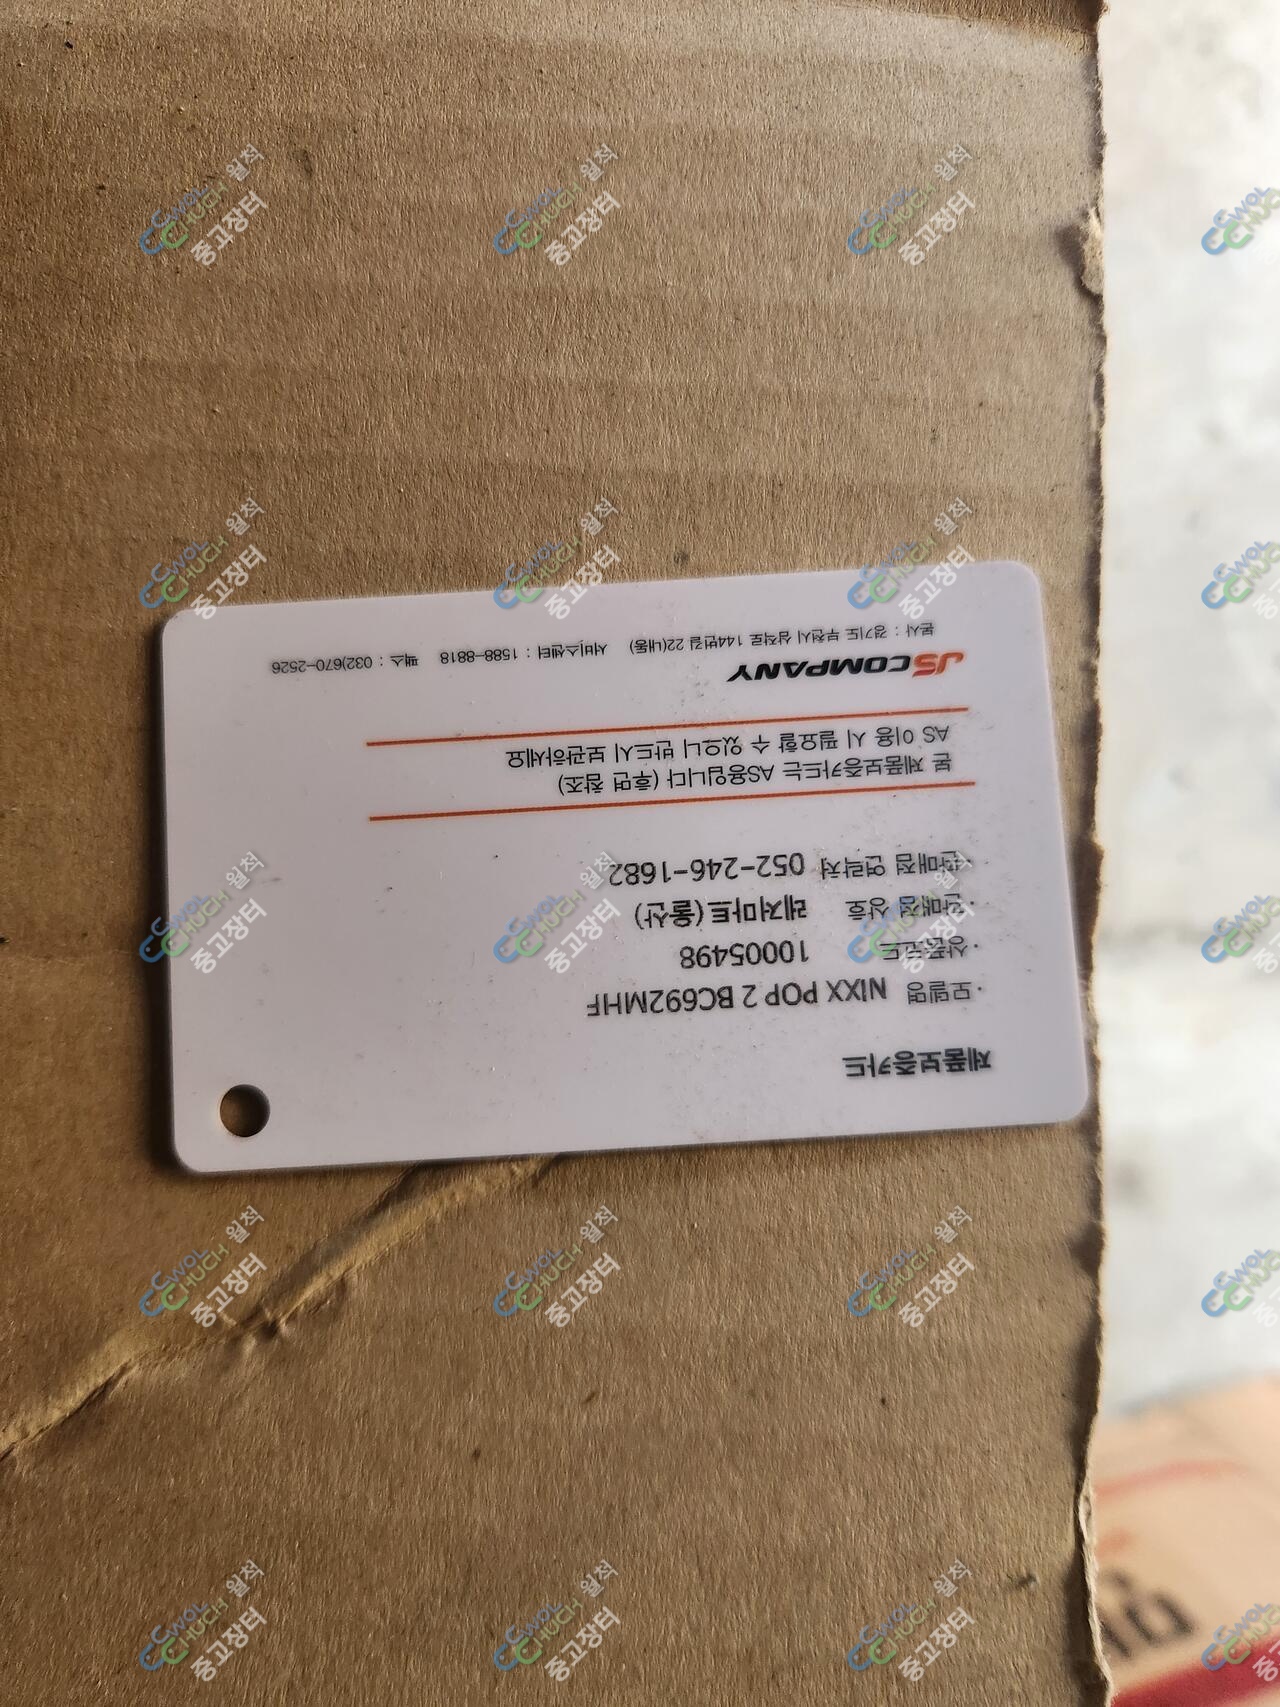 제품보증카드
· 모델명 NIXX POP 2 BC692MHF
· 상품코드 10005498
· 판매점 상호 레저마트(울산)
· 판매점 연락처 052-246-1682
본 제품보증카드는 AS용입니다 (후면 참조)
AS 이용 시 필요할 수 있으니 반드시 보관하세요
JSCOMPANY
본사 : 경기도 부천시 삼작로 144번길 22(내동) 서비스센터 : 1588-8818 팩스 : 032)670-2526
CWOL
CHUCH 월척
중고장터